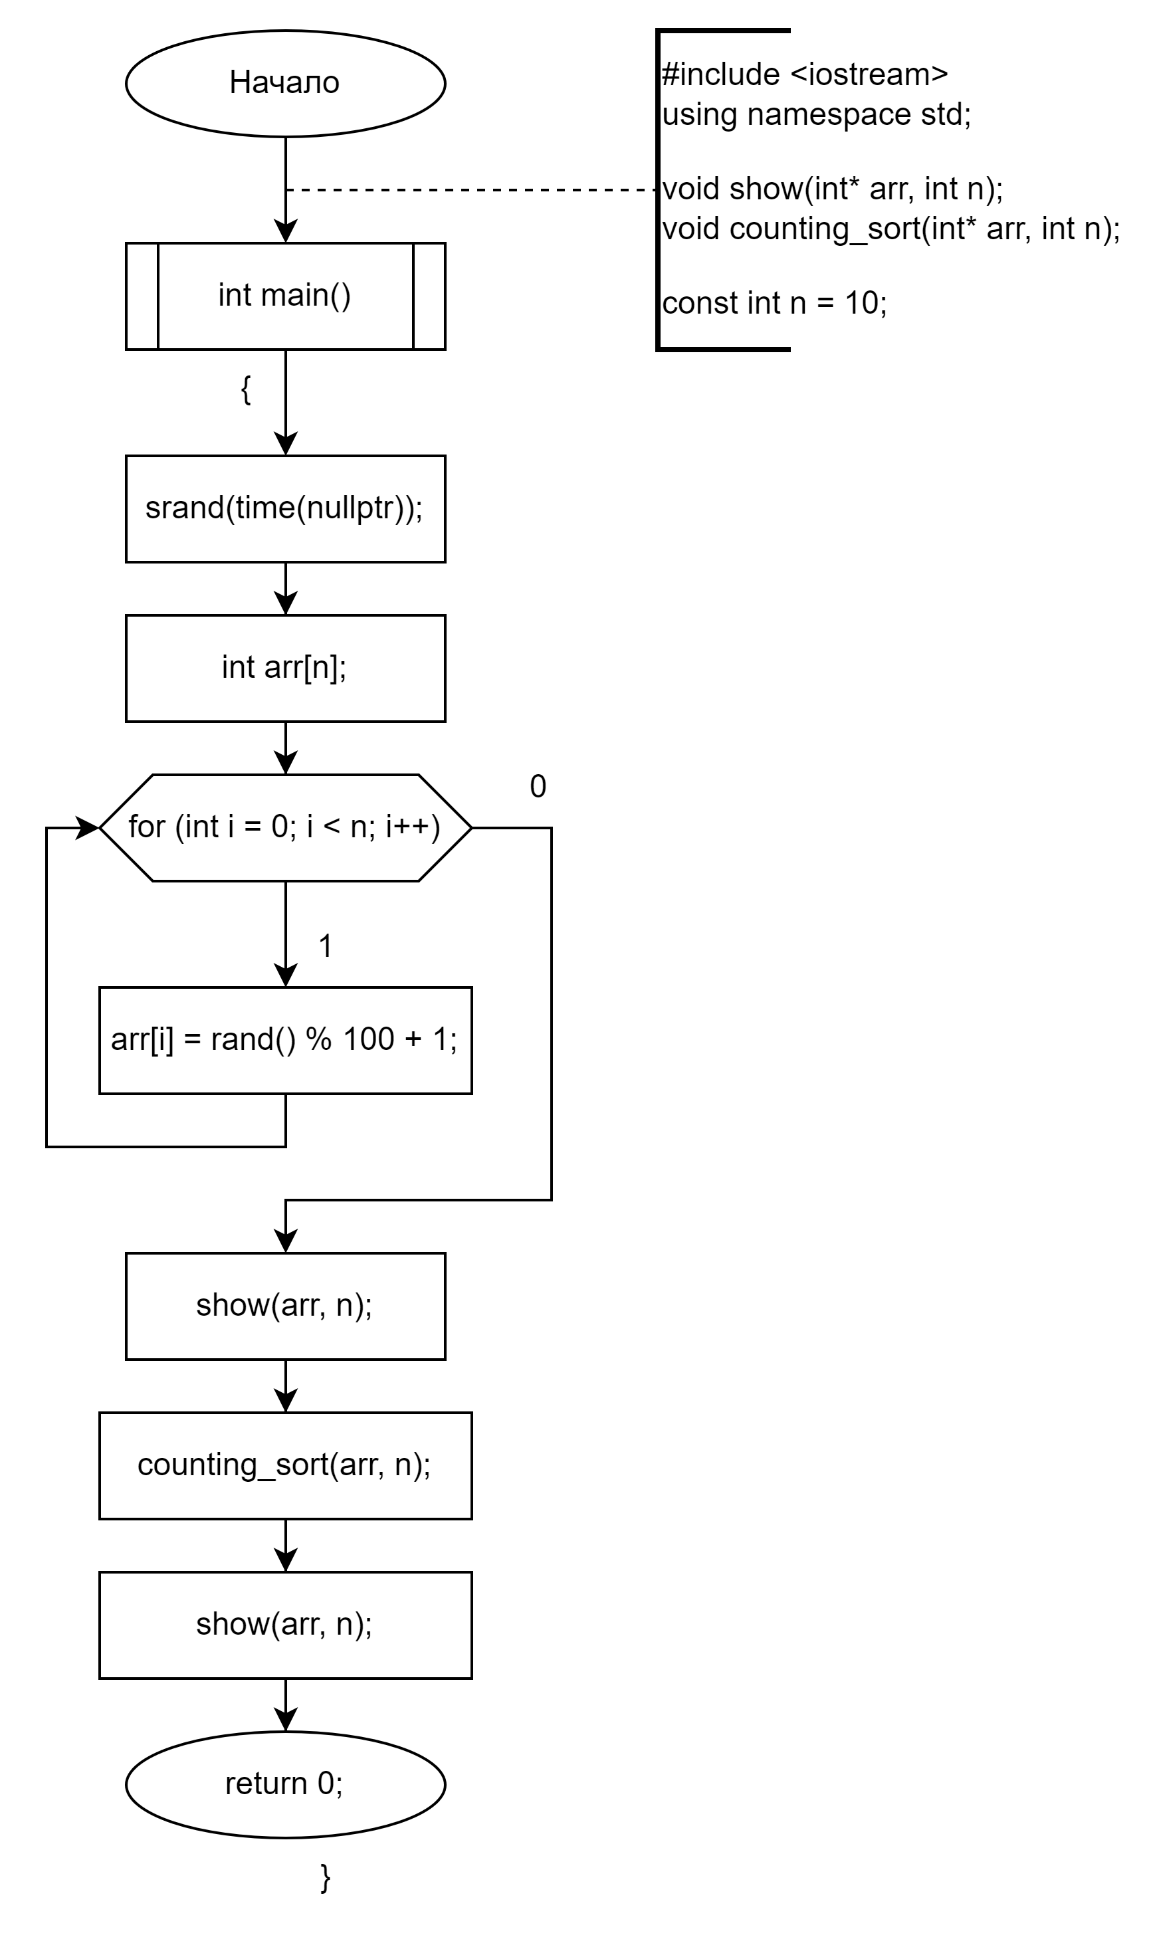 Начало
#include <iostream>
using namespace std;
void show(int* arr, int n);
void counting_sort(int* arr, int n);
const int n = 10;
int main()
{
srand(time(nullptr));
int arr[n];
0
for (int i = 0; i < n; i++)
1
arr[i] = rand() % 100 + 1;
show(arr, n);
counting_sort(arr, n);
show(arr, n);
return 0;
}